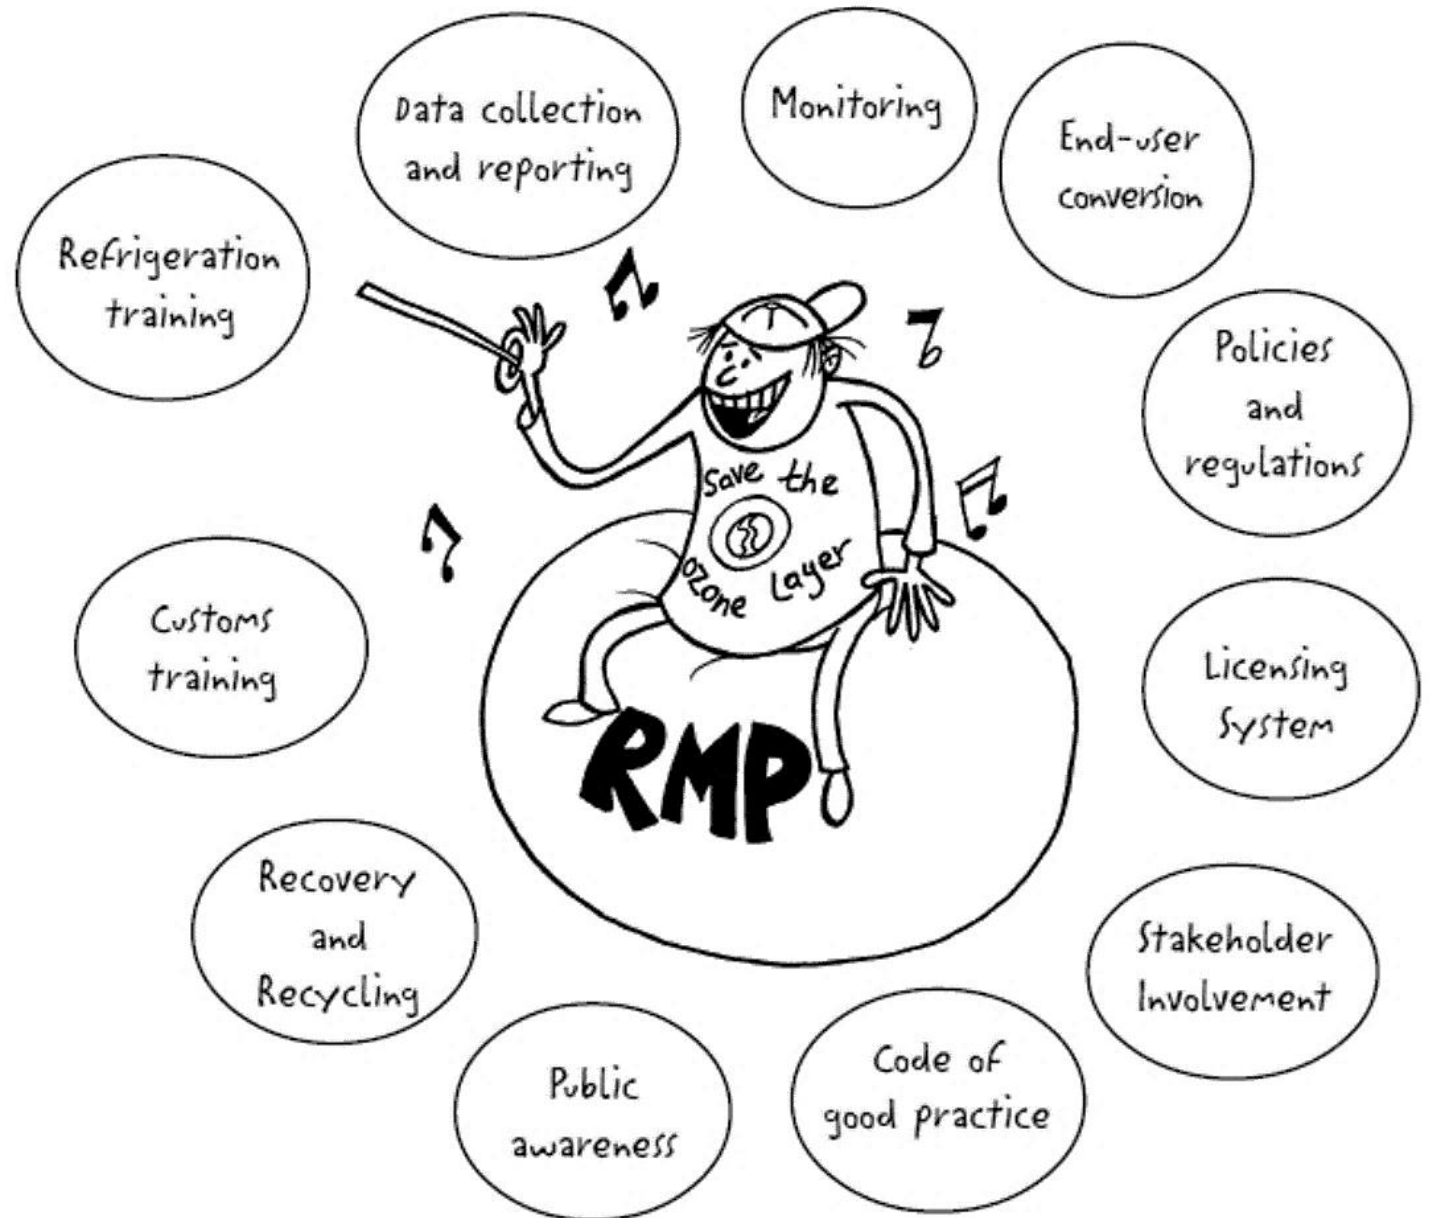 Data collection
and reporting
Monitoring
End-user
conversion
Refrigeration
training
Policies
and
regulations
Save the
ozone Layer
Customs
training
Licensing
System
RMP
Recovery
and
Recycling
Stakeholder
Involvement
Public
awareness
Code of
good practice